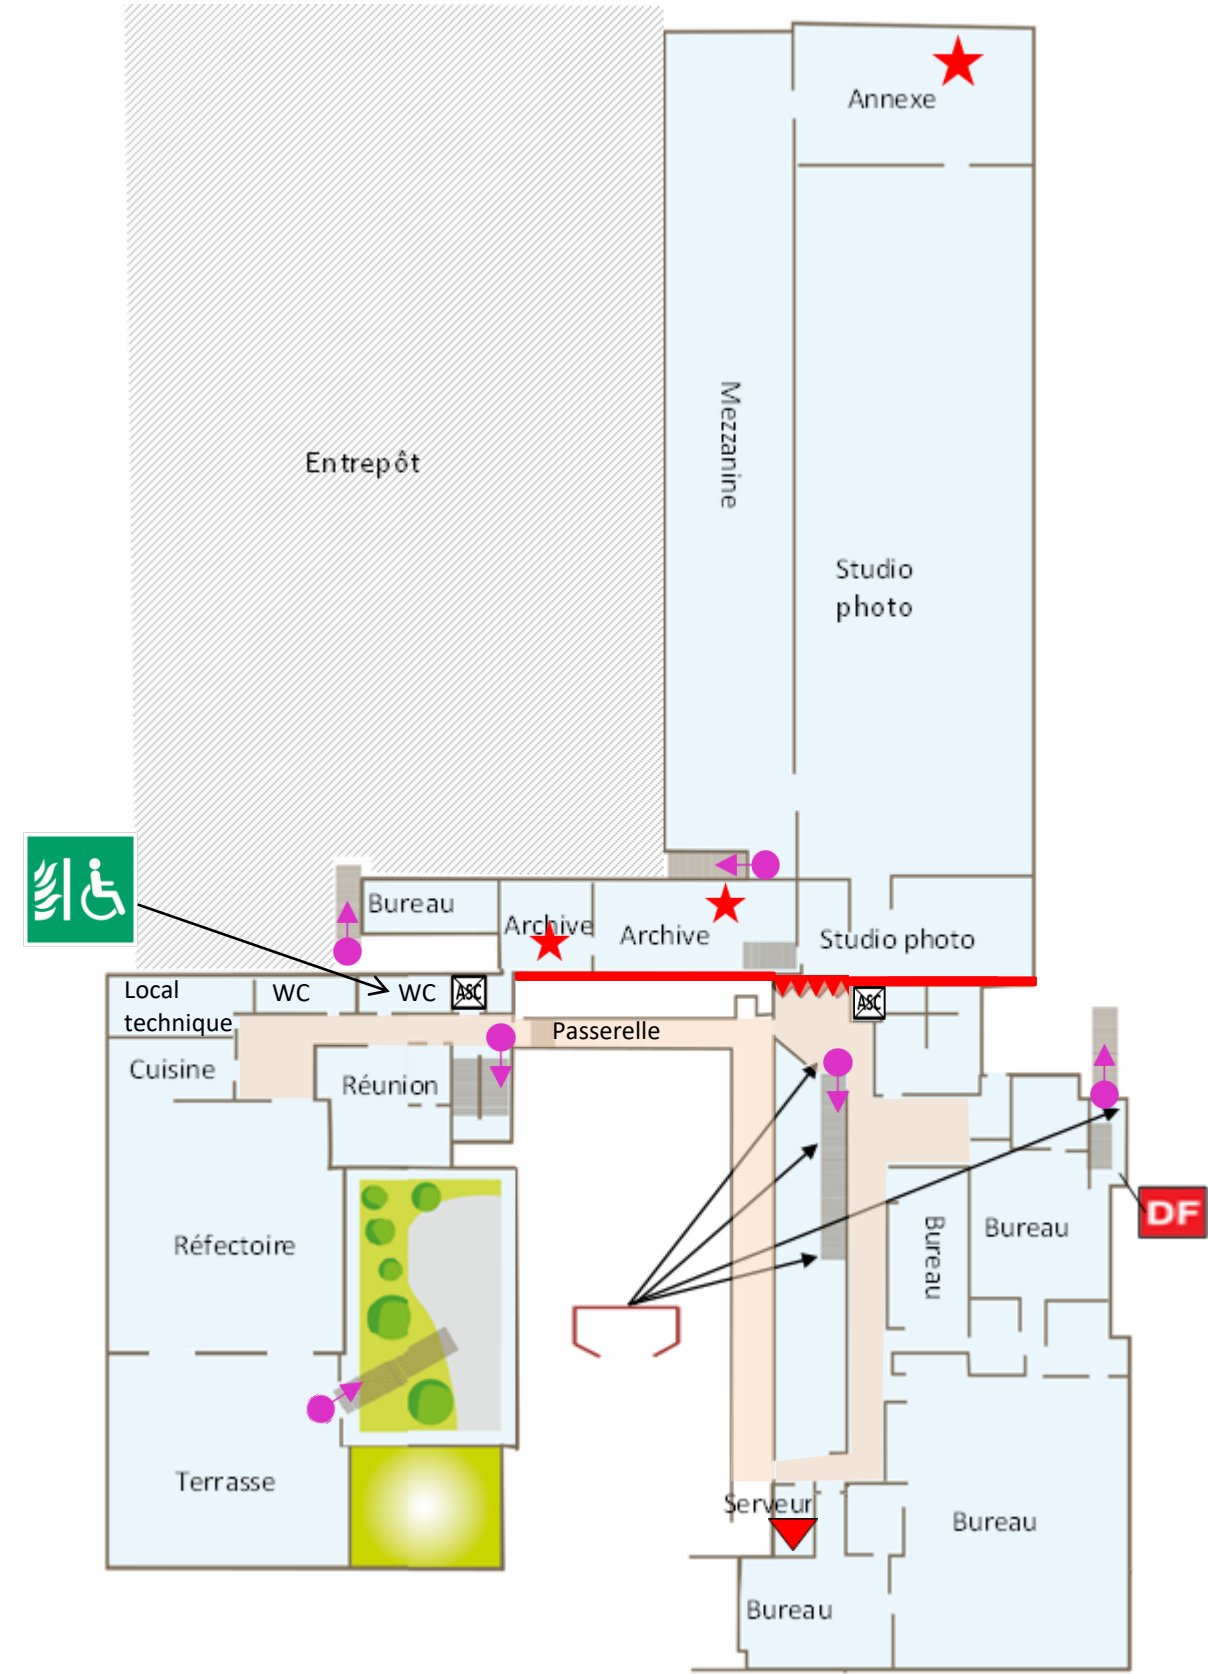 Annexe
Mezzanine
Entrepôt
Studio
photo
Bureau
Archive
Archive
Studio photo
Local
technique
WC
WC
ASC
ASC
Passerelle
Cuisine
Réunion
DF
Bureau
Bureau
Réfectoire
Terrasse
Serveur
Bureau
Bureau